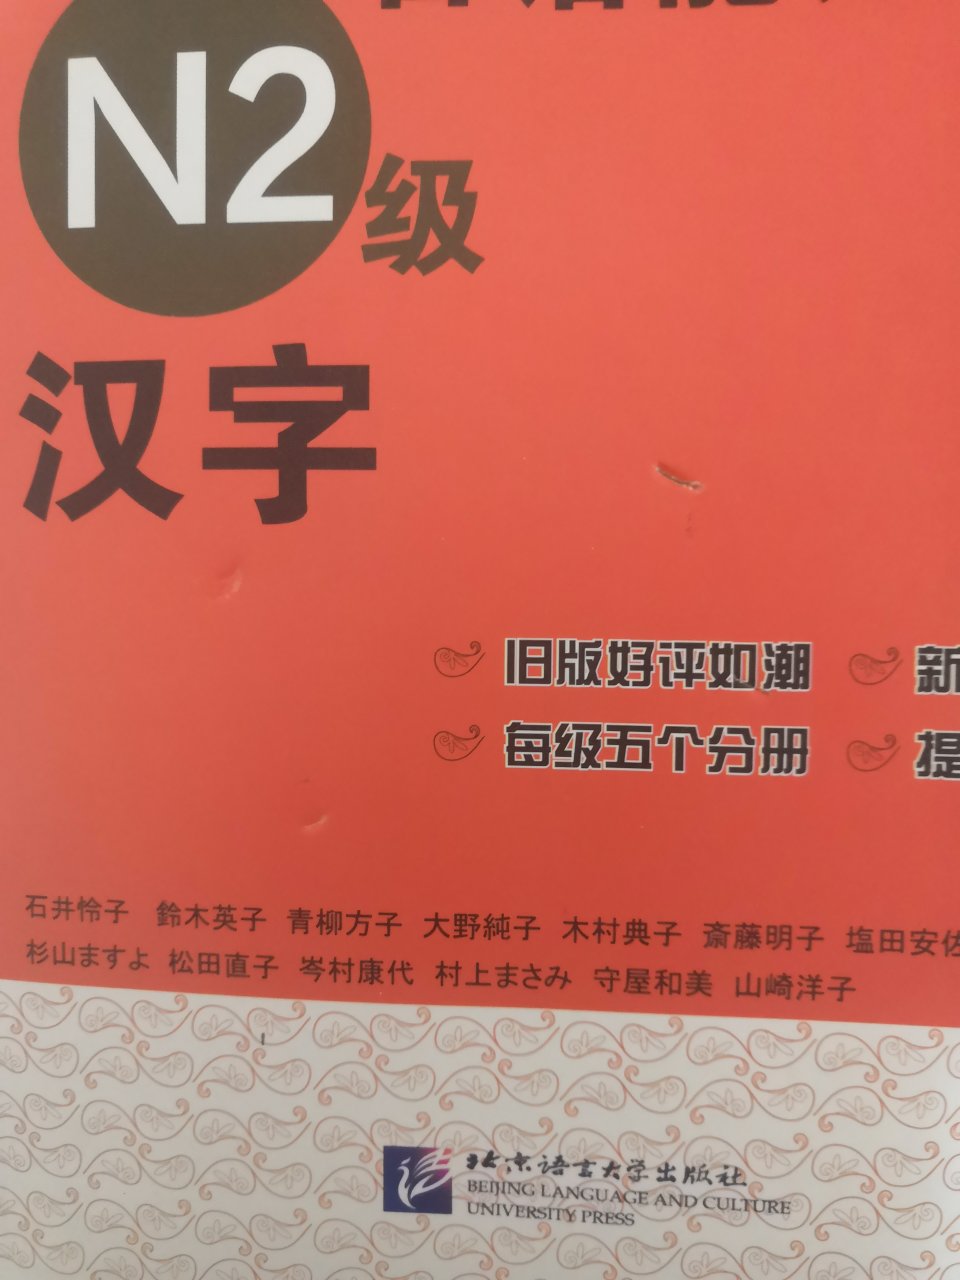 N2级
汉字
旧版好评如潮 新
每级五个分册 提
石井怜子 鈴木英子 青柳方子 大野純子 木村典子 斎藤明子 塩田安佐
杉山ますよ 松田直子 岑村康代 村上まさみ 守屋和美 山崎洋子
北京语言大学出版社
BEIJING LANGUAGE AND CULTURE
UNIVERSITY PRESS